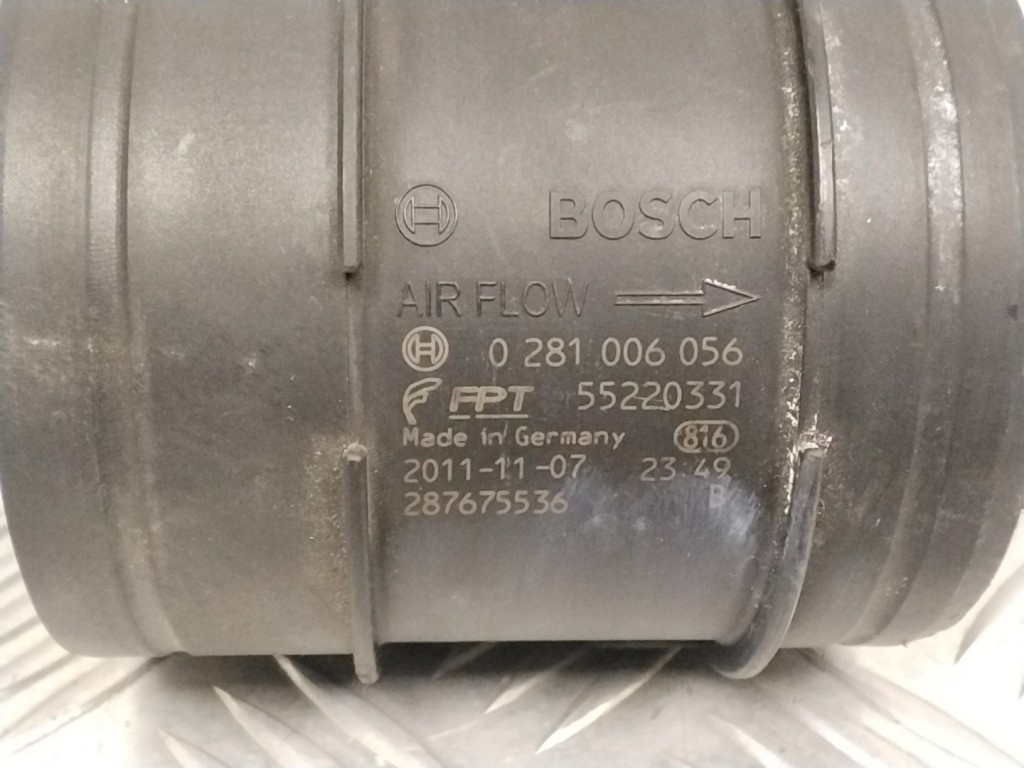 BOSCH
AIR FLOW
0 281 006 056
FPT 55220331
Made in Germany 816
2011-11-07 23:49
287675536 B